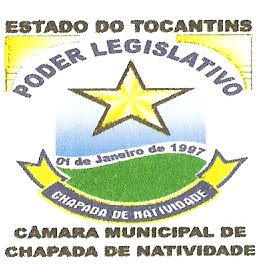 ESTADO DO TOCANTINS
PODER LEGISLATIVO
01 de Janeiro de 1997
CHAPADA DE NATIVIDADE
CÂMARA MUNICIPAL DE
CHAPADA DE NATIVIDADE